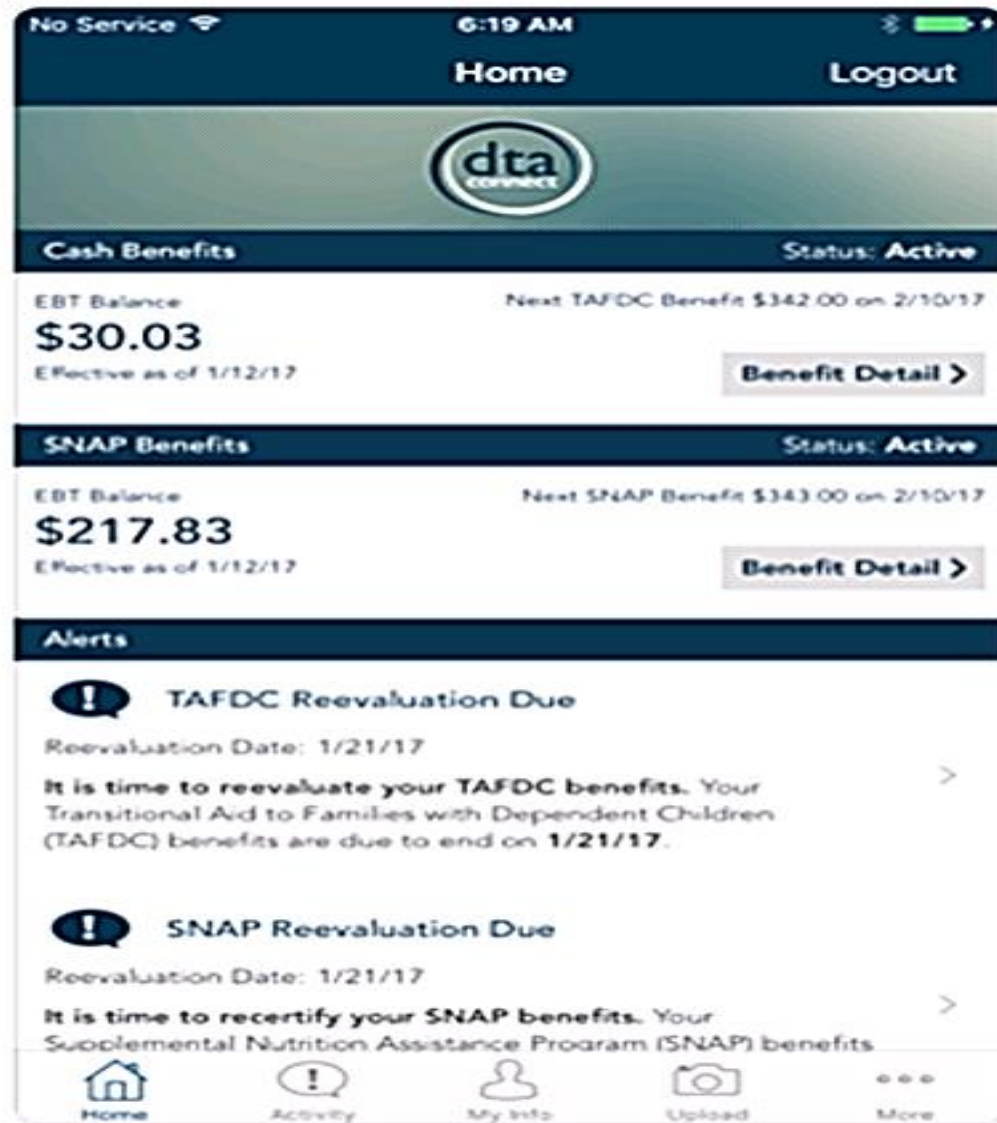 No Service 6:19 AM
Home Logout
dta
connect
Cash Benefits Status: Active
EBT Balance Next TAFDC Benefit $342.00 on 2/10/17
$30.03
Effective as of 1/12/17 Benefit Detail >
SNAP Benefits Status: Active
EBT Balance Next SNAP Benefit $343.00 on 2/10/17
$217.83
Effective as of 1/12/17 Benefit Detail >
Alerts
! TAFDC Reevaluation Due
Reevaluation Date: 1/21/17
It is time to reevaluate your TAFDC benefits. Your
Transitional Aid to Families with Dependent Children
(TAFDC) benefits are due to end on 1/21/17.
! SNAP Reevaluation Due
Reevaluation Date: 1/21/17
It is time to recertify your SNAP benefits. Your
Supplemental Nutrition Assistance Program (SNAP) benefits
Home Activity My Info Upload More